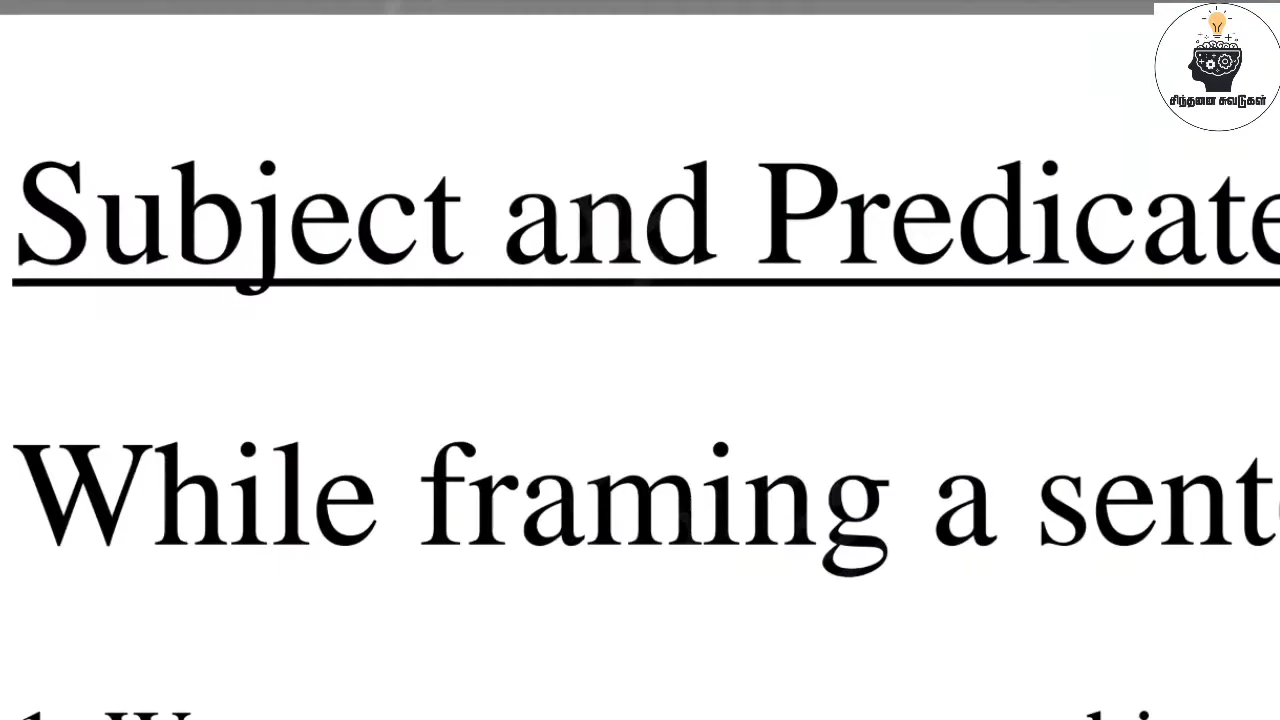 சிந்தனை சுவடுகள்
Subject and Predicate
While framing a sent